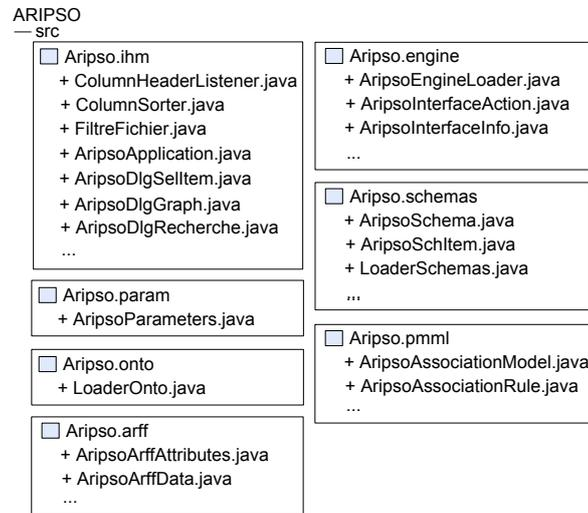 ARIPSO
— src
Aripso.ihm
+ ColumnHeaderListener.java
+ ColumnSorter.java
+ FiltreFichier.java
+ AripsoApplication.java
+ AripsoDlgSelItem.java
+ AripsoDlgGraph.java
+ AripsoDlgRecherche.java
...
Aripso.param
+ AripsoParameters.java
Aripso.onto
+ LoaderOnto.java
Aripso.arff
+ AripsoArffAttributes.java
+ AripsoArffData.java
...
Aripso.engine
+ AripsoEngineLoader.java
+ AripsoInterfaceAction.java
+ AripsoInterfaceInfo.java
...
Aripso.schemas
+ AripsoSchema.java
+ AripsoSchItem.java
+ LoaderSchemas.java
...
Aripso.pmml
+ AripsoAssociationModel.java
+ AripsoAssociationRule.java
...